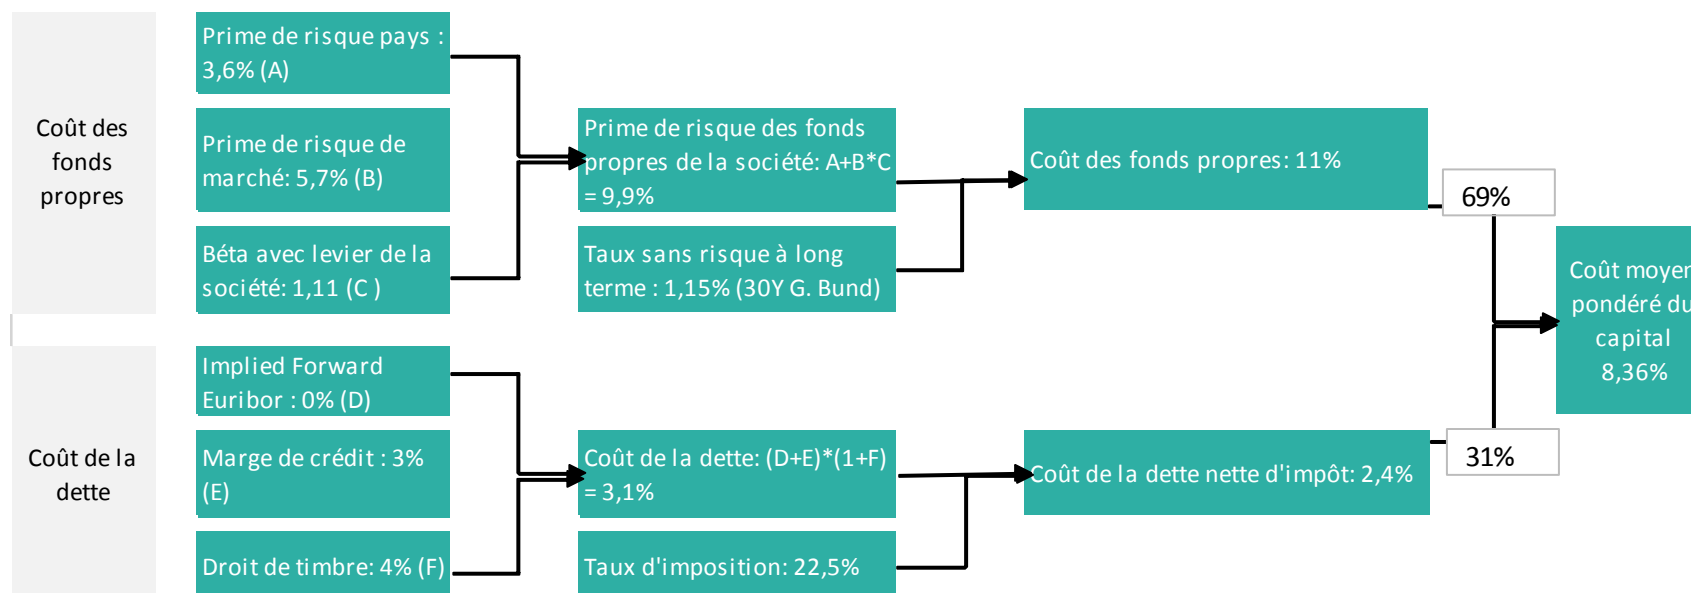 Coût des
fonds
propres
Prime de risque pays :
3,6% (A)
Prime de risque de
marché: 5,7% (B)
Béta avec levier de la
société: 1,11 (C )
Prime de risque des fonds
propres de la société: A+B*C
= 9,9%
Taux sans risque à long
terme : 1,15% (30Y G. Bund)
Coût des fonds propres: 11%
69%
Coût de la
dette
Implied Forward
Euribor : 0% (D)
Marge de crédit : 3%
(E)
Droit de timbre: 4% (F)
Coût de la dette: (D+E)*(1+F)
= 3,1%
Taux d'imposition: 22,5%
Coût de la dette nette d'impôt: 2,4%
31%
Coût moyen
pondéré du
capital
8,36%